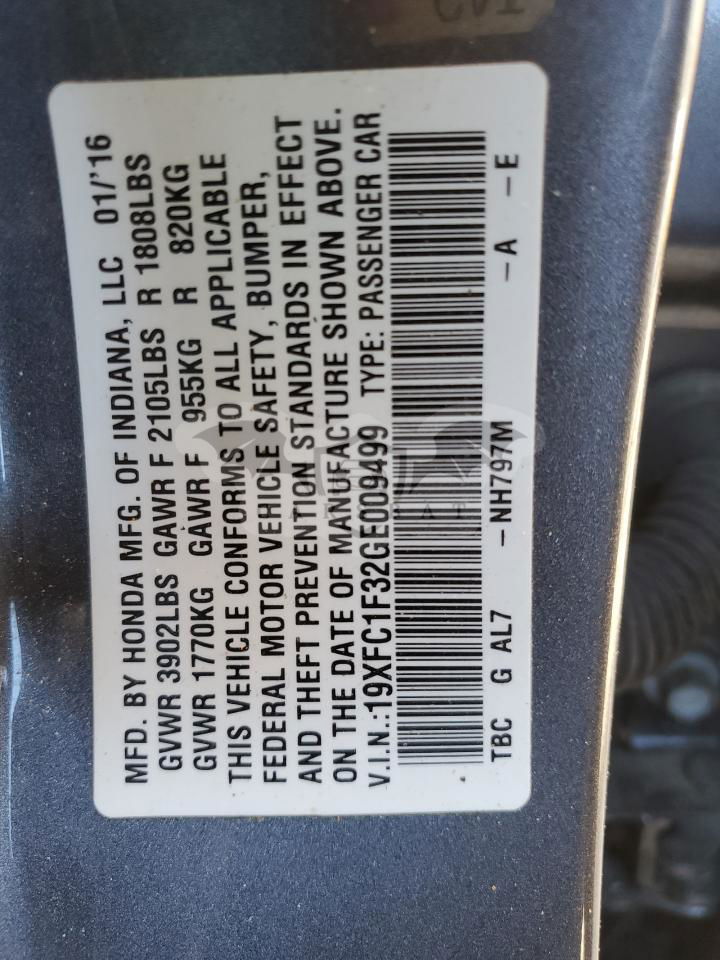 MFD. BY HONDA MFG. OF INDIANA, LLC 01/'16
GVWR 3902LBS GAWR F 2105LBS R 1808LBS
GVWR 1770KG GAWR F 955KG R 820KG
THIS VEHICLE CONFORMS TO ALL APPLICABLE
FEDERAL MOTOR VEHICLE SAFETY, BUMPER,
AND THEFT PREVENTION STANDARDS IN EFFECT
ON THE DATE OF MANUFACTURE SHOWN ABOVE.
V.I.N.:19XFC1F32GE009499 TYPE: PASSENGER CAR
TBC G AL7 -NH797M -A -E